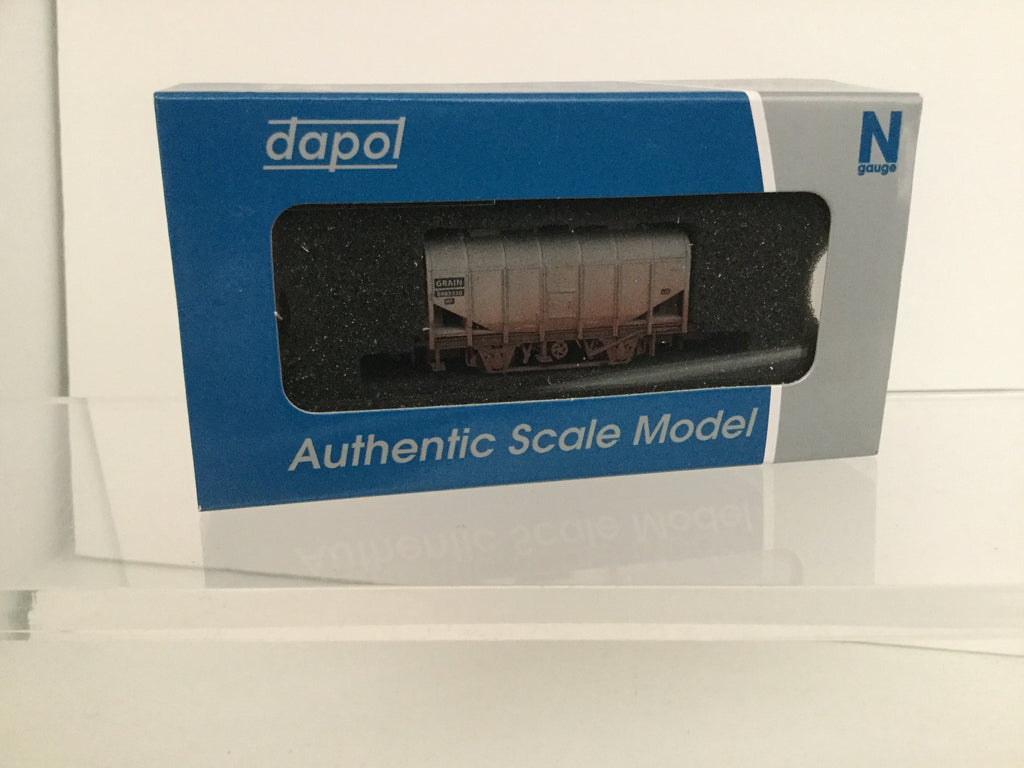 dapol
N
gauge
GRAIN
Authentic Scale Model